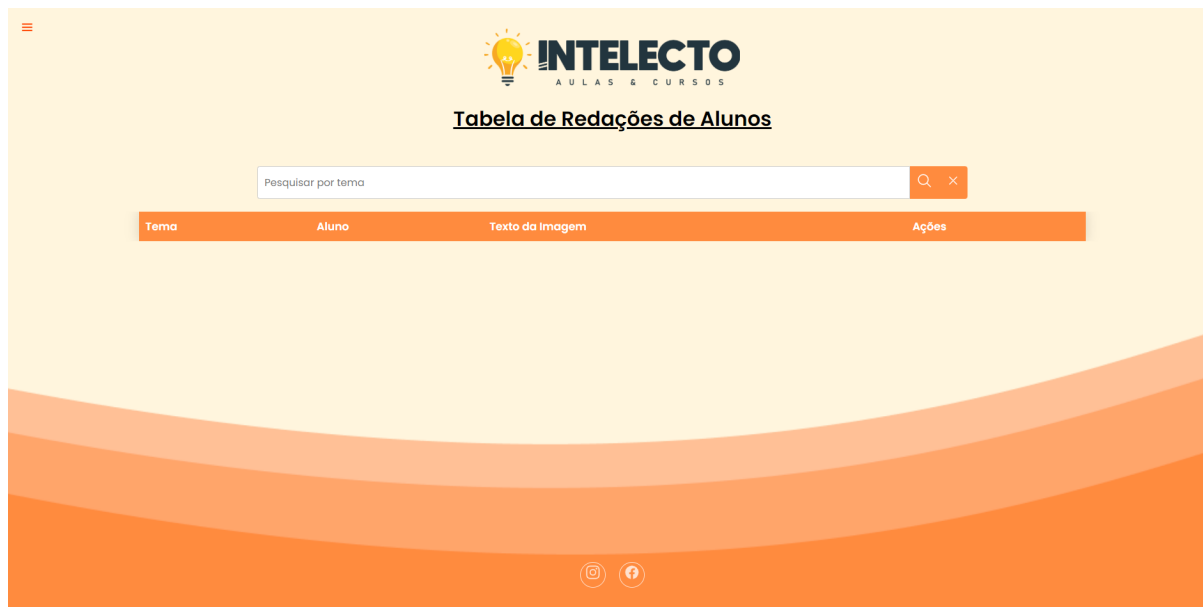 INTELECTO
AULAS & CURSOS
Tabela de Redações de Alunos
Pesquisar por tema
Tema Aluno Texto da Imagem Ações